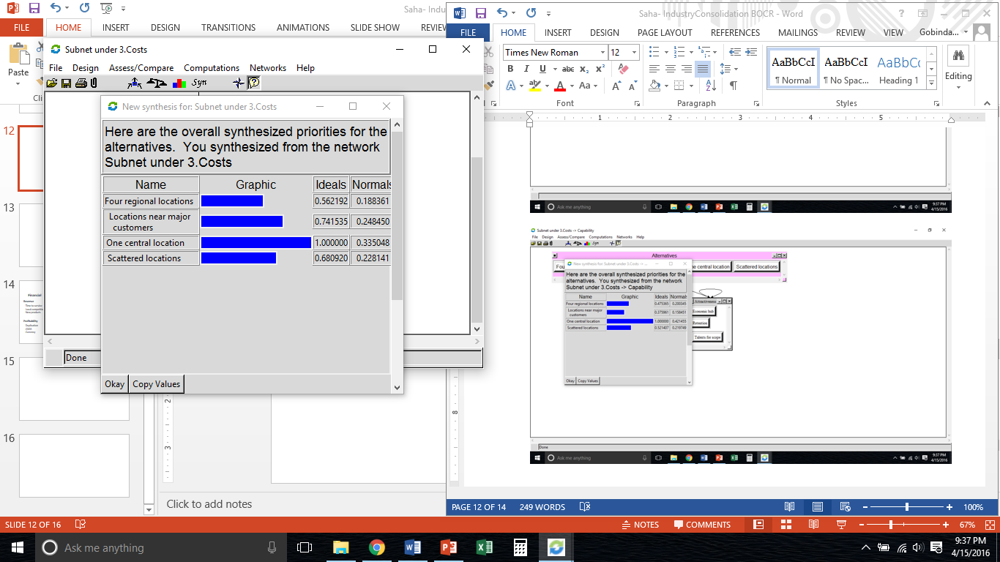 Saha- Indu
FILE HOME INSERT DESIGN TRANSITIONS ANIMATIONS SLIDE SHOW REVIEW
Paste
12
13
14
Financial
Revenue
Profitability
15
16
Click to add notes
SLIDE 12 OF 16
NOTES COMMENTS 67%
Subnet under 3.Costs
File Design Assess/Compare Computations Networks Help
Syn
Done
New synthesis for: Subnet under 3.Costs
Here are the overall synthesized priorities for the
alternatives. You synthesized from the network
Subnet under 3.Costs
Name Graphic Ideals Normals
Four regional locations 0.562192 0.188361
Locations near major
customers 0.741535 0.248450
One central location 1.000000 0.335048
Scattered locations 0.680920 0.228141
Okay Copy Values
2
3
Saha- IndustryConsolidation BOCR - Word
FILE HOME INSERT DESIGN PAGE LAYOUT REFERENCES MAILINGS REVIEW VIEW Gobinda...
Times New Roman 12
AaBbCcI AaBbCcI AaBbCc
¶ Normal ¶ No Spac... Heading 1
Editing
Font Paragraph Styles
1 2 3 4 5
8
Ask me anything
9:37 PM
4/15/2016
Subnet under 3.Costs -> Capability
File Design Assess/Compare Computations Networks Help
Alternatives
Fou ne central location Scattered locations
New synthesis for: Subnet under 3.Costs -> ...
Here are the overall synthesized priorities for the
alternatives. You synthesized from the network
Subnet under 3.Costs -> Capability
Name Graphic Ideals Normals
Four regional locations 0.475365 0.200345
Locations near major
customers 0.375961 0.158451
One central location 1.000000 0.421455
Scattered locations 0.521407 0.219749
Okay Copy Values
Attractiveness
Economic hub
Retention
Talents for scope
Done
Ask me anything
9:37 PM
4/15/2016
PAGE 12 OF 14 249 WORDS 100%
Ask me anything
9:37 PM
4/15/2016